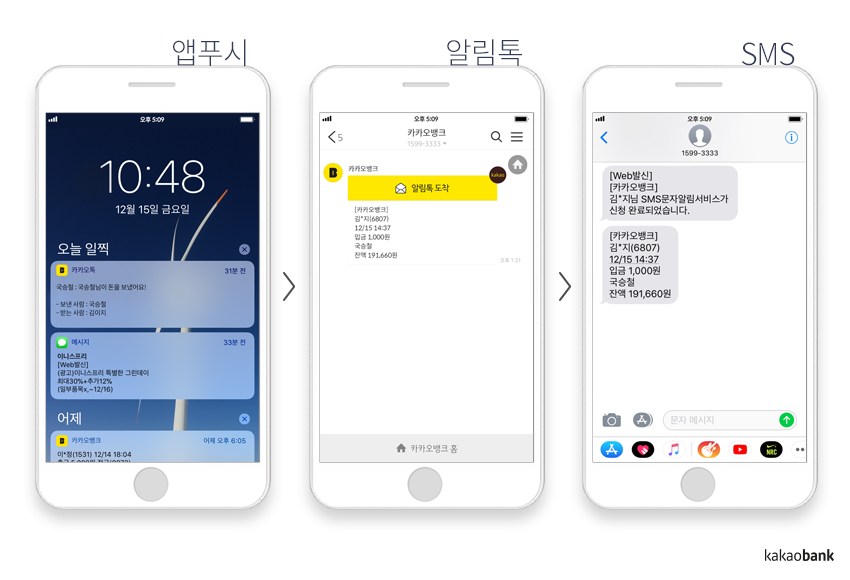 앱푸시
알림톡
SMS
오후 5:09
10:48
12월 15일 금요일
오늘 일찍
카카오톡
31분 전
국승철 : 국승철님이 돈을 보냈어요!
- 보낸 사람 : 국승철
- 받는 사람 : 김이지
메시지
33분 전
이니스프리
[Web발신]
(광고)이니스프리 특별한 그린데이
최대30%+추가12%
(일부품목x,~12/16)
어제
카카오뱅크
어제 오후 6:05
이*정(1531) 12/14 18:04
오후 5:09
5
카카오뱅크
1599-3333
카카오뱅크
kakao
알림톡 도착
[카카오뱅크]
김*지(6807)
12/15 14:37
입금 1,000원
국승철
잔액 191,660원
오후 1:51
카카오뱅크 홈
오후 5:09
1599-3333
[Web발신]
[카카오뱅크]
김*지님 SMS문자알림서비스가
신청 완료되었습니다.
[카카오뱅크]
김*지(6807)
12/15 14:37
입금 1,000원
국승철
잔액 191,660원
문자 메시지
NRC
kakaobank